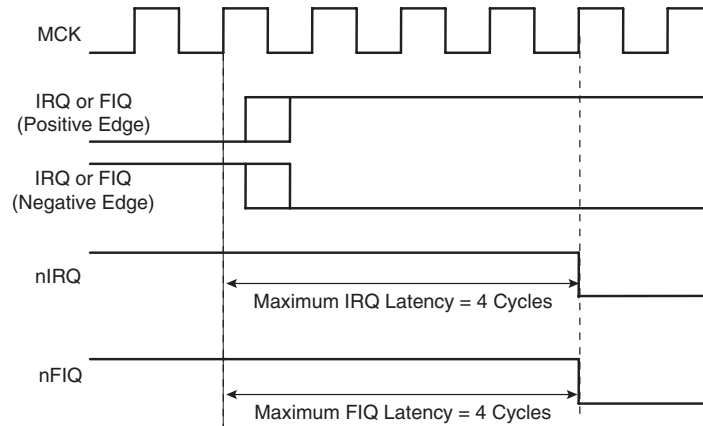 MCK
IRQ or FIQ
(Positive Edge)
IRQ or FIQ
(Negative Edge)
nIRQ
Maximum IRQ Latency = 4 Cycles
nFIQ
Maximum FIQ Latency = 4 Cycles